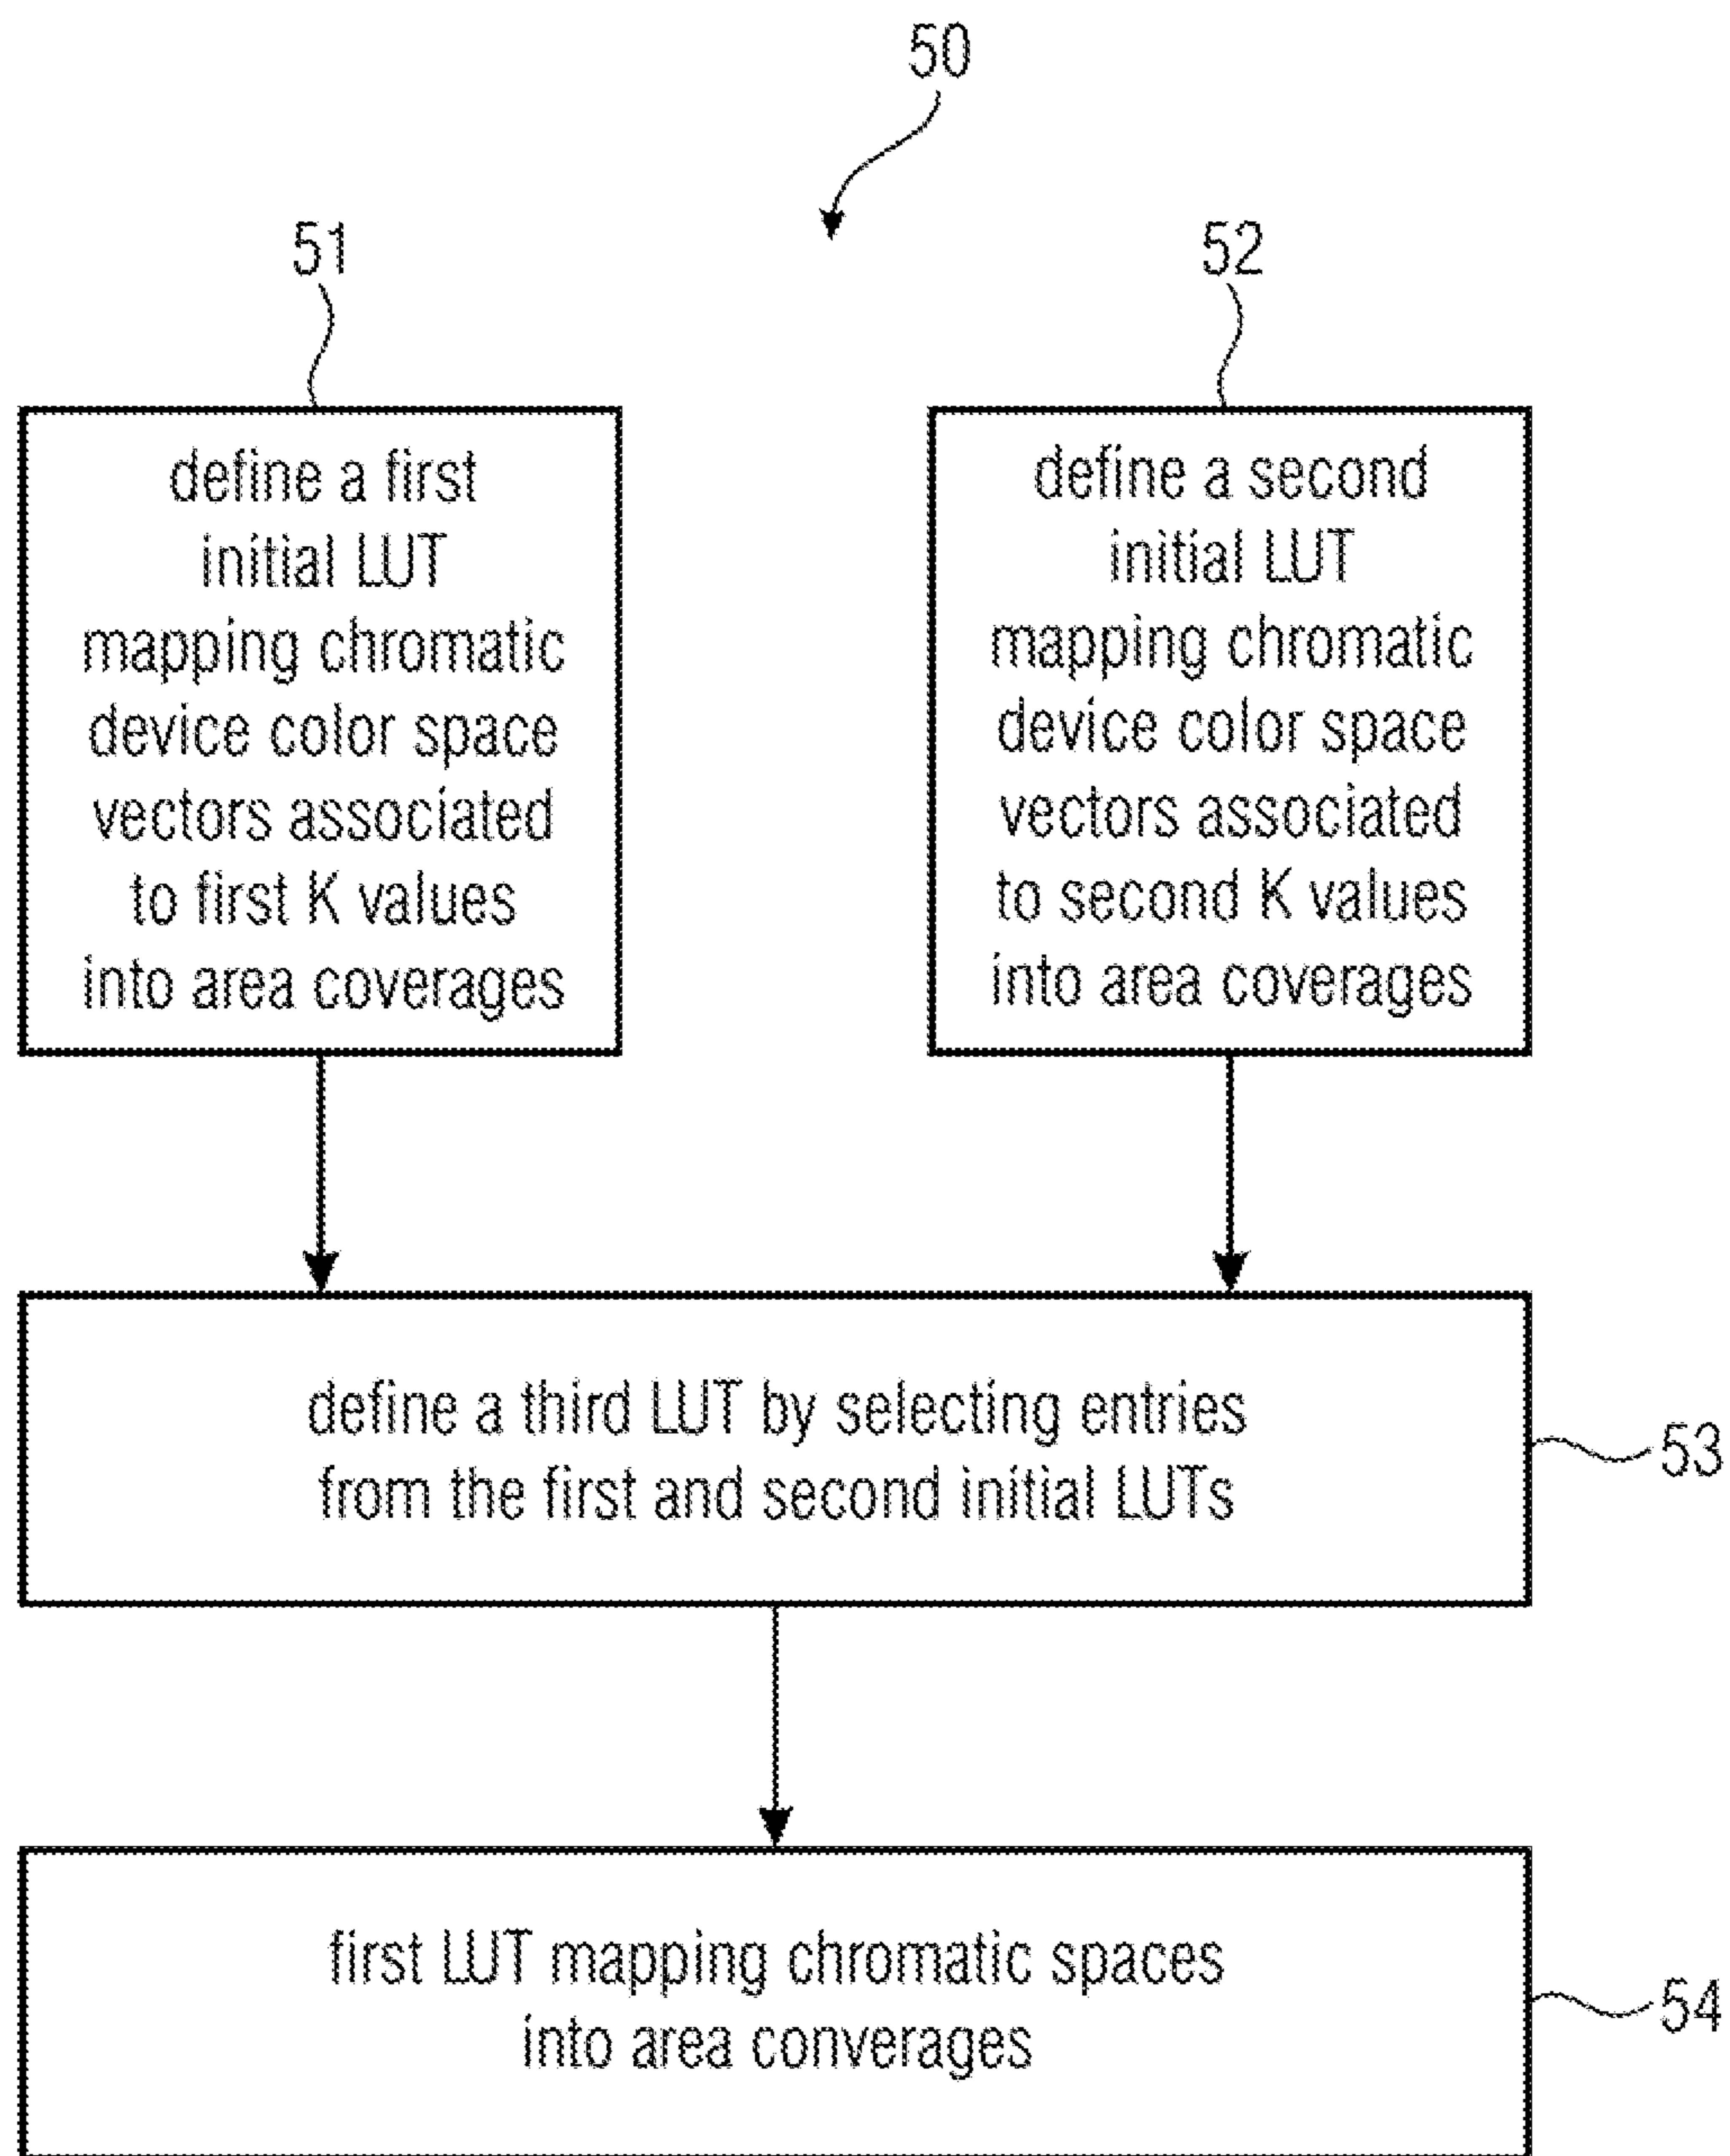 50
51
52
define a first
initial LUT
mapping chromatic
device color space
vectors associated
to first K values
into area coverages
define a second
initial LUT
mapping chromatic
device color space
vectors associated
to second K values
into area coverages
define a third LUT by selecting entries
from the first and second initial LUTs
53
first LUT mapping chromatic spaces
into area converages
54